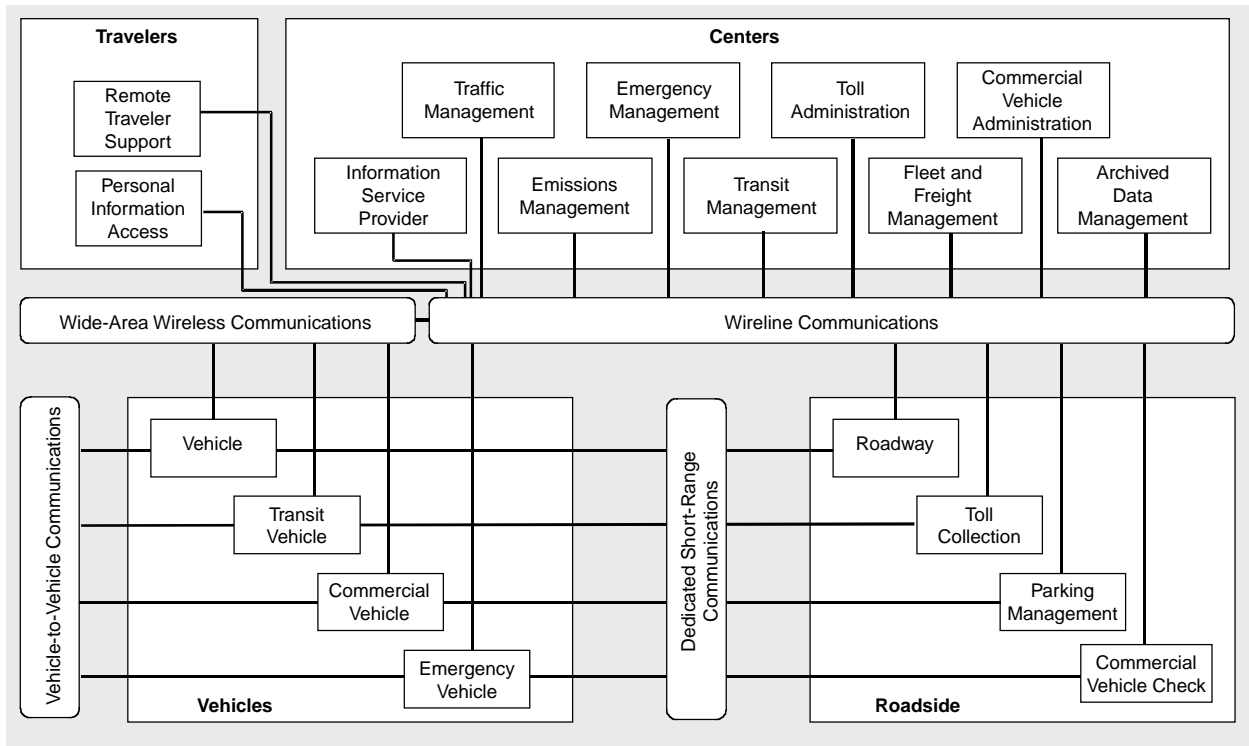 Travelers
Remote
Traveler
Support
Personal
Information
Access
Centers
Traffic
Management
Emergency
Management
Toll
Administration
Commercial
Vehicle
Administration
Information
Service
Provider
Emissions
Management
Transit
Management
Fleet and
Freight
Management
Archived
Data
Management
Wide-Area Wireless Communications
Wireline Communications
Vehicle-to-Vehicle Communications
Vehicle
Transit
Vehicle
Commercial
Vehicle
Emergency
Vehicle
Vehicles
Dedicated Short-Range
Communications
Roadway
Toll
Collection
Parking
Management
Commercial
Vehicle Check
Roadside